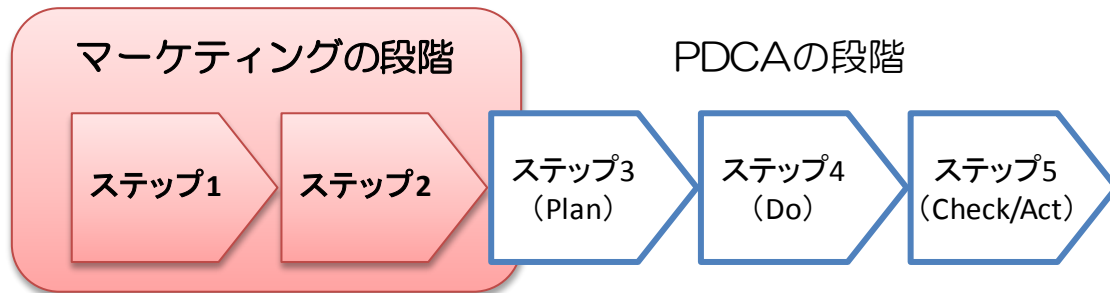 マーケティングの段階
PDCAの段階
ステップ1
ステップ2
ステップ3
（Plan）
ステップ4
（Do）
ステップ5
（Check/Act）